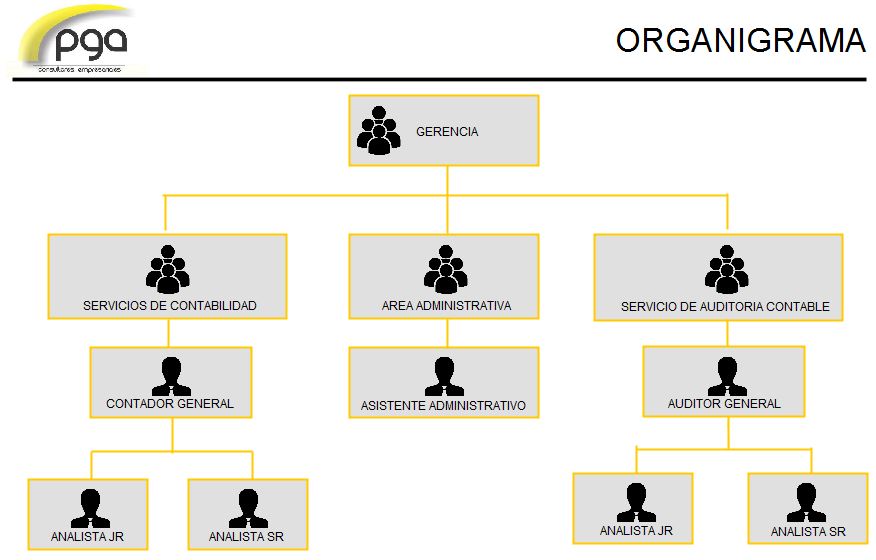 pga
consultores empresariales
ORGANIGRAMA
GERENCIA
SERVICIOS DE CONTABILIDAD
AREA ADMINISTRATIVA
SERVICIO DE AUDITORIA CONTABLE
CONTADOR GENERAL
ASISTENTE ADMINISTRATIVO
AUDITOR GENERAL
ANALISTA JR
ANALISTA SR
ANALISTA JR
ANALISTA SR